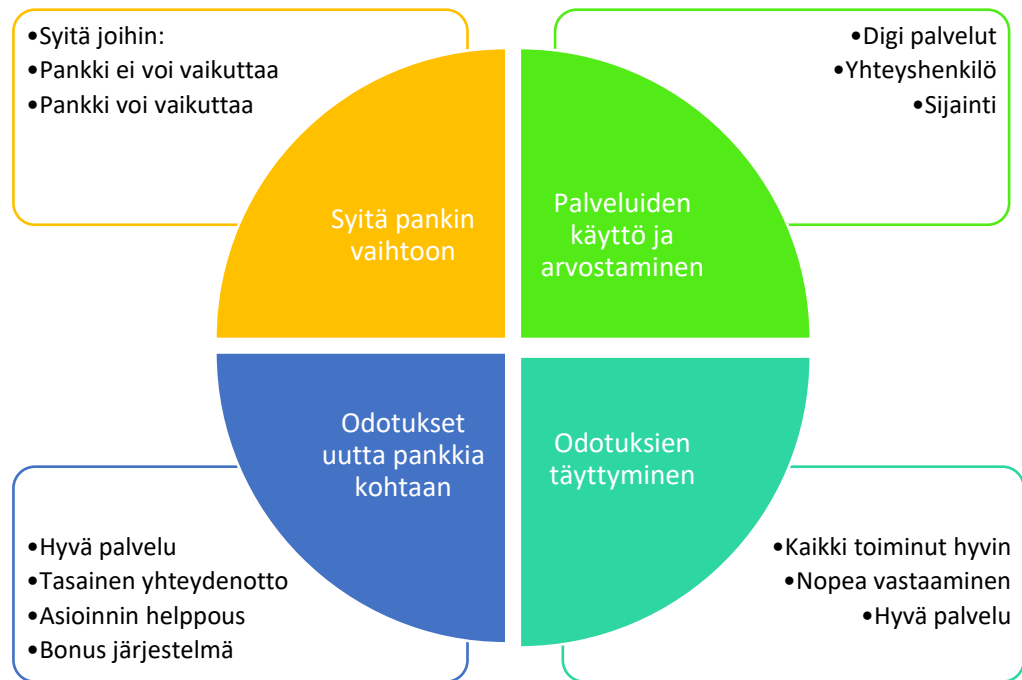 •Syitä joihin:
•Pankki ei voi vaikuttaa
•Pankki voi vaikuttaa
•Digi palvelut
•Yhteyshenkilö
•Sijainti
Syitä pankin
vaihtoon
Palveluiden
käyttö ja
arvostaminen
Odotukset
uutta pankkia
kohtaan
Odotuksien
täyttyminen
•Hyvä palvelu
•Tasainen yhteydenotto
•Asioinnin helppous
•Bonus järjestelmä
•Kaikki toiminut hyvin
•Nopea vastaaminen
•Hyvä palvelu